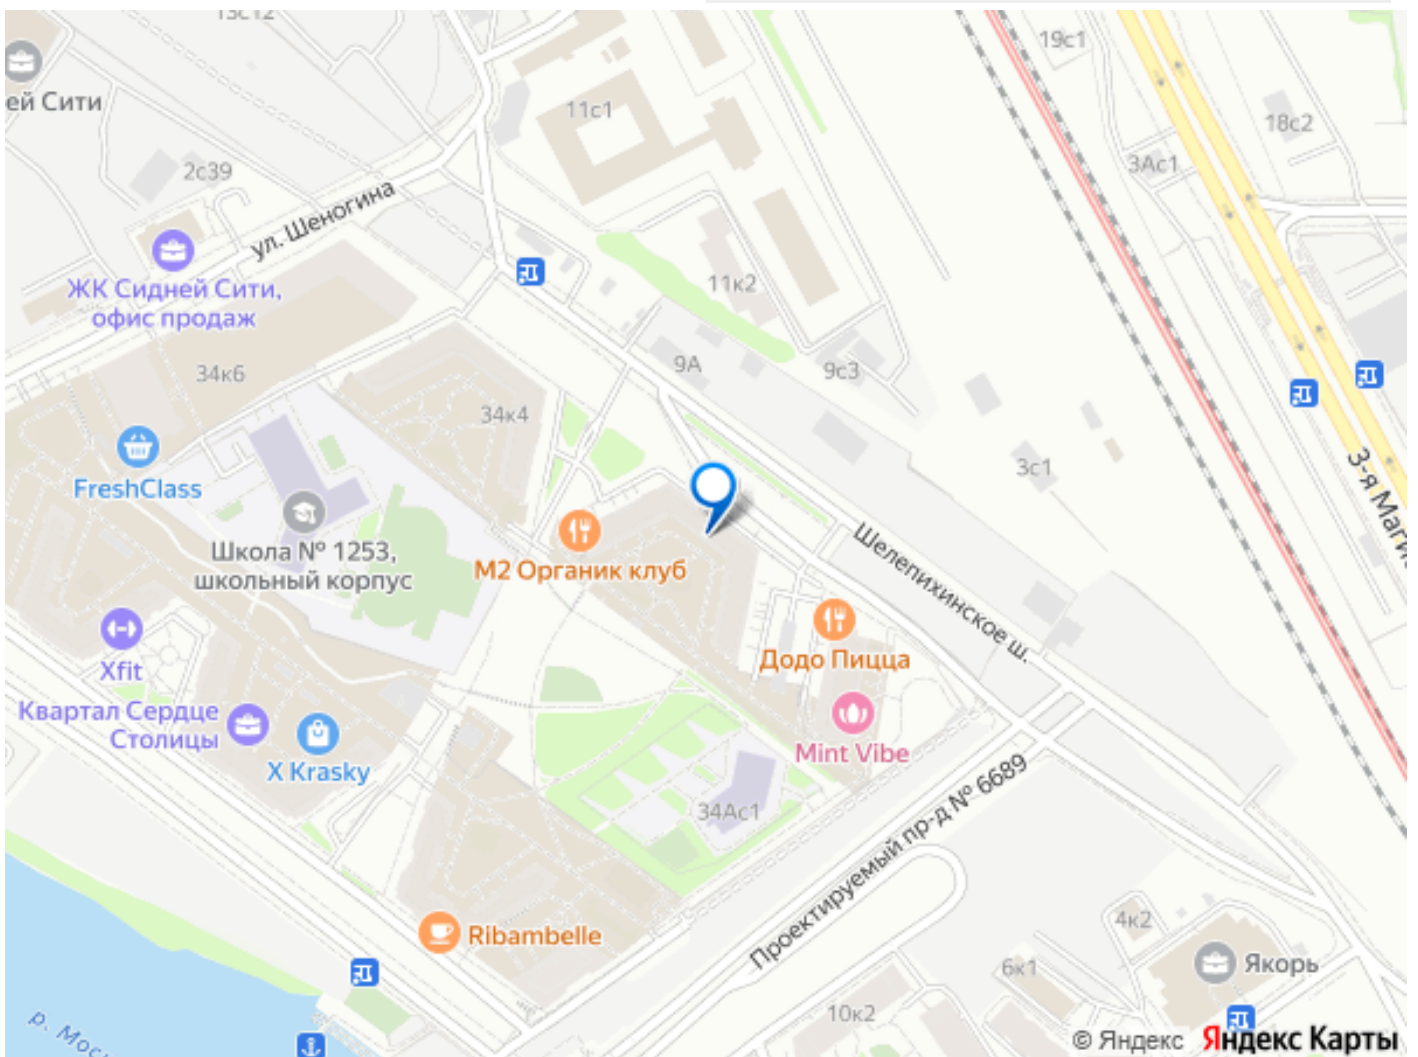 13с12
19с1
ей Сити
11с1
18с2
2с39
3Ас1
ул. Шеногина
ЖК Сидней Сити,
офис продаж
11к2
34к6
9А
9с3
34к4
3с1
FreshClass
3-я Маги
Школа № 1253,
школьный корпус
М2 Органик клуб
Шелепихинское ш.
Xfit
Додо Пицца
Квартал Сердце
Столицы
X Krasky
Mint Vibe
34Ас1
Проектируемый пр-д № 6689
4к2
Ribambelle
6к1
Якорь
10к2
р. Мос
© Яндекс Яндекс Карты